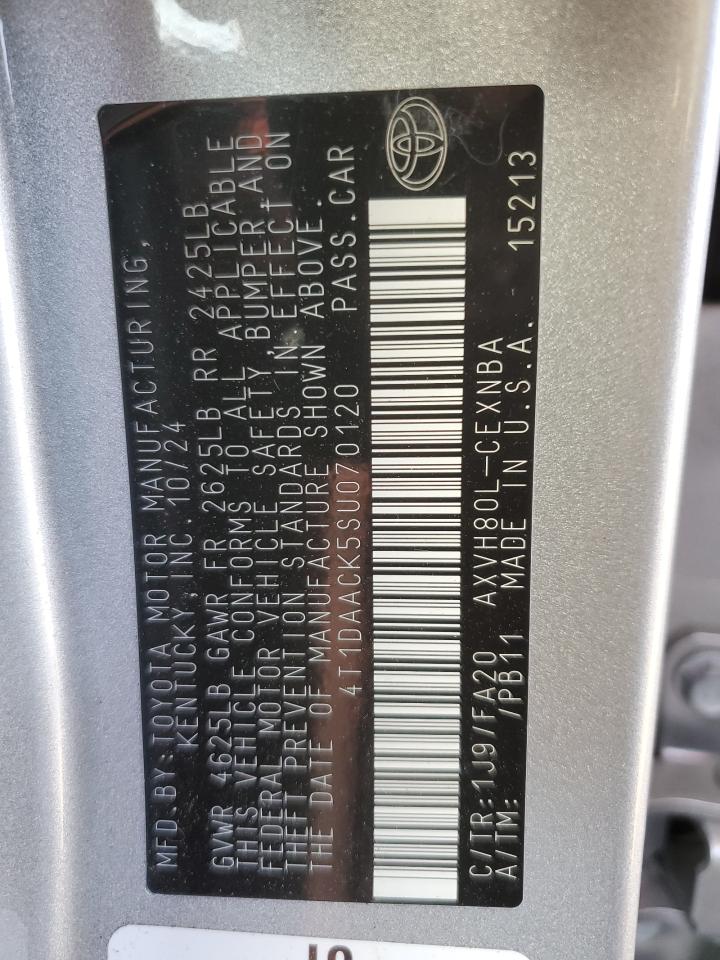 MFD.BY:TOYOTA MOTOR MANUFACTURING,
KENTUCKY,INC.10/24
GVWR 4625LB GAWR FR 2625LB RR 2425LB
THIS VEHICLE CONFORMS TO ALL APPLICABLE
FEDERAL MOTOR VEHICLE SAFETY,BUMPER,AND
THEFT PREVENTION STANDARDS IN EFFECT ON
THE DATE OF MANUFACTURE SHOWN ABOVE.
4T1DAACK5SU070120 PASS.CAR
C/TR:1J9/FA20 AXVH80L-CEXNBA
A/TM: /PB11 MADE IN U.S.A. 15213